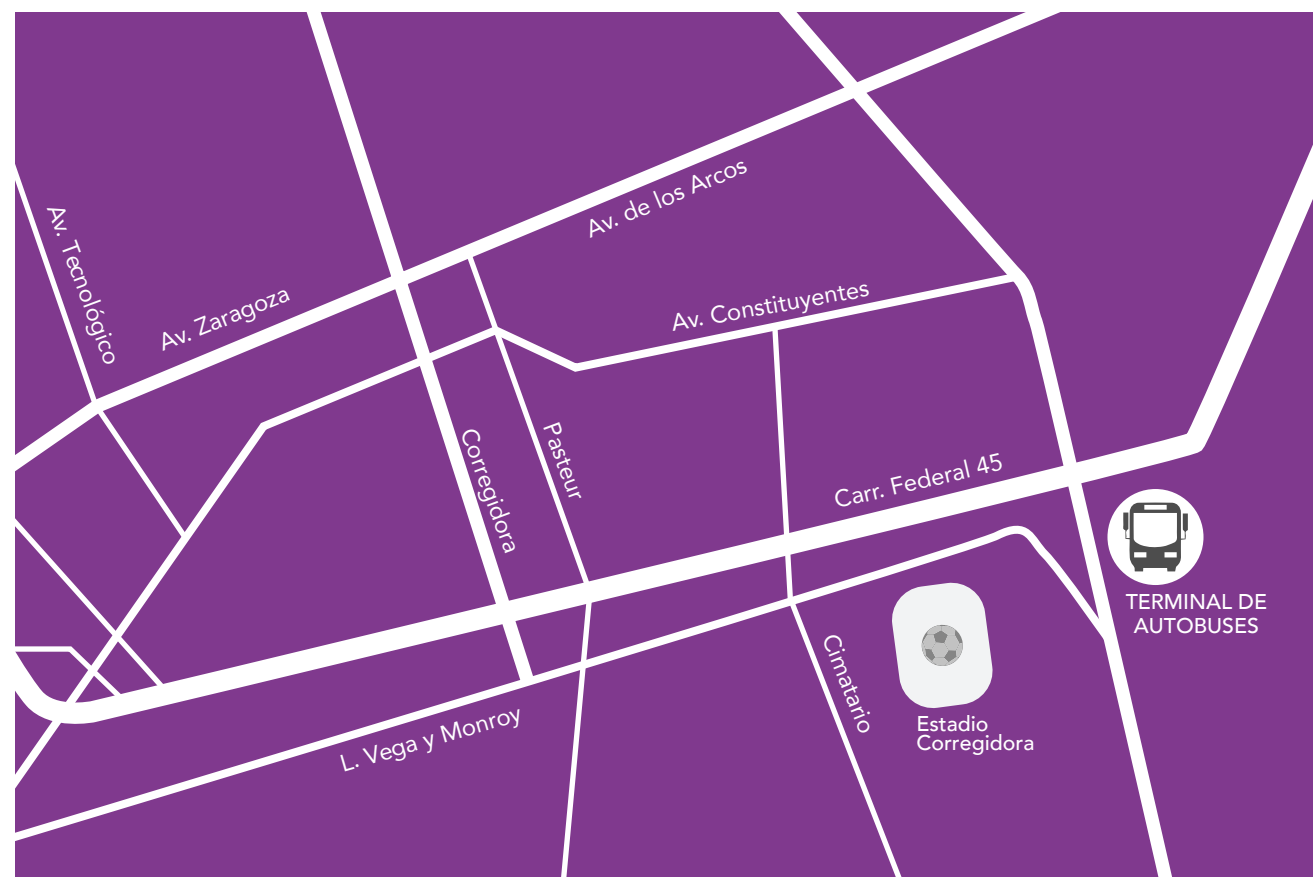 Av. de los Arcos
Av. Tecnológico
Av. Zaragoza
Av. Constituyentes
Corregidora
Pasteur
Carr. Federal 45
TERMINAL DE
AUTOBUSES
Cimatario
L. Vega y Monroy
Estadio
Corregidora